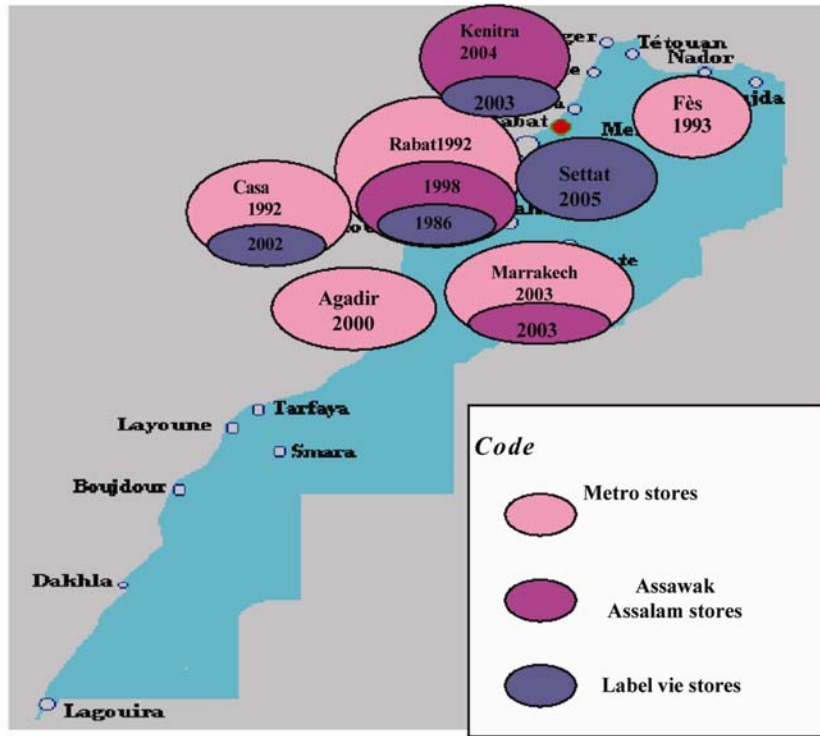 Kenitra
2004
2003
Tétouan
Nador
Fès
1993
Rabat1992
1998
1986
Settat
2005
Casa
1992
2002
Marrakech
2003
2003
Agadir
2000
Tarfaya
Layoune
Smara
Boujdour
Dakhla
Lagouira
Code
Metro stores
Assawak
Assalam stores
Label vie stores